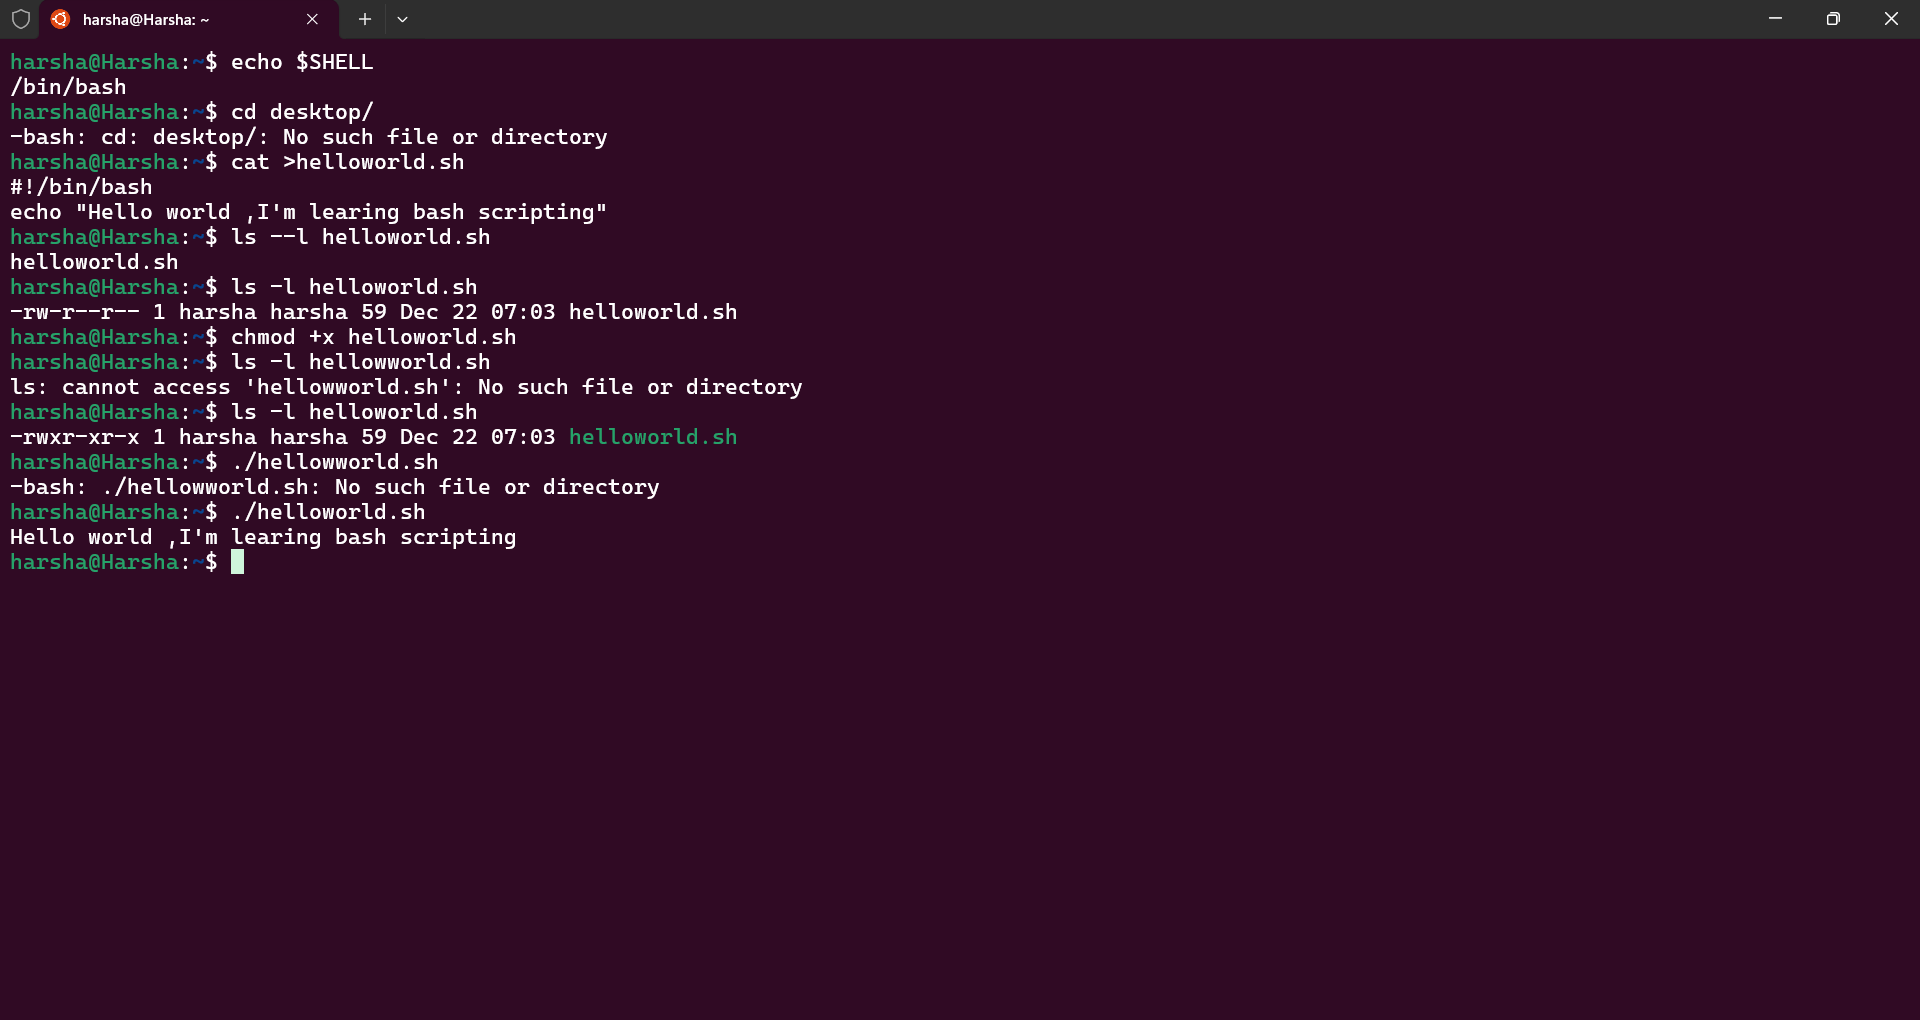 harsha@Harsha: ~
harsha@Harsha:~$ echo $SHELL
/bin/bash
harsha@Harsha:~$ cd desktop/
-bash: cd: desktop/: No such file or directory
harsha@Harsha:~$ cat >helloworld.sh
#!/bin/bash
echo "Hello world ,I'm learing bash scripting"
harsha@Harsha:~$ ls --l helloworld.sh
helloworld.sh
harsha@Harsha:~$ ls -l helloworld.sh
-rw-r--r-- 1 harsha harsha 59 Dec 22 07:03 helloworld.sh
harsha@Harsha:~$ chmod +x helloworld.sh
harsha@Harsha:~$ ls -l hellowworld.sh
ls: cannot access 'hellowworld.sh': No such file or directory
harsha@Harsha:~$ ls -l helloworld.sh
-rwxr-xr-x 1 harsha harsha 59 Dec 22 07:03 helloworld.sh
harsha@Harsha:~$ ./hellowworld.sh
-bash: ./hellowworld.sh: No such file or directory
harsha@Harsha:~$ ./helloworld.sh
Hello world ,I'm learing bash scripting
harsha@Harsha:~$